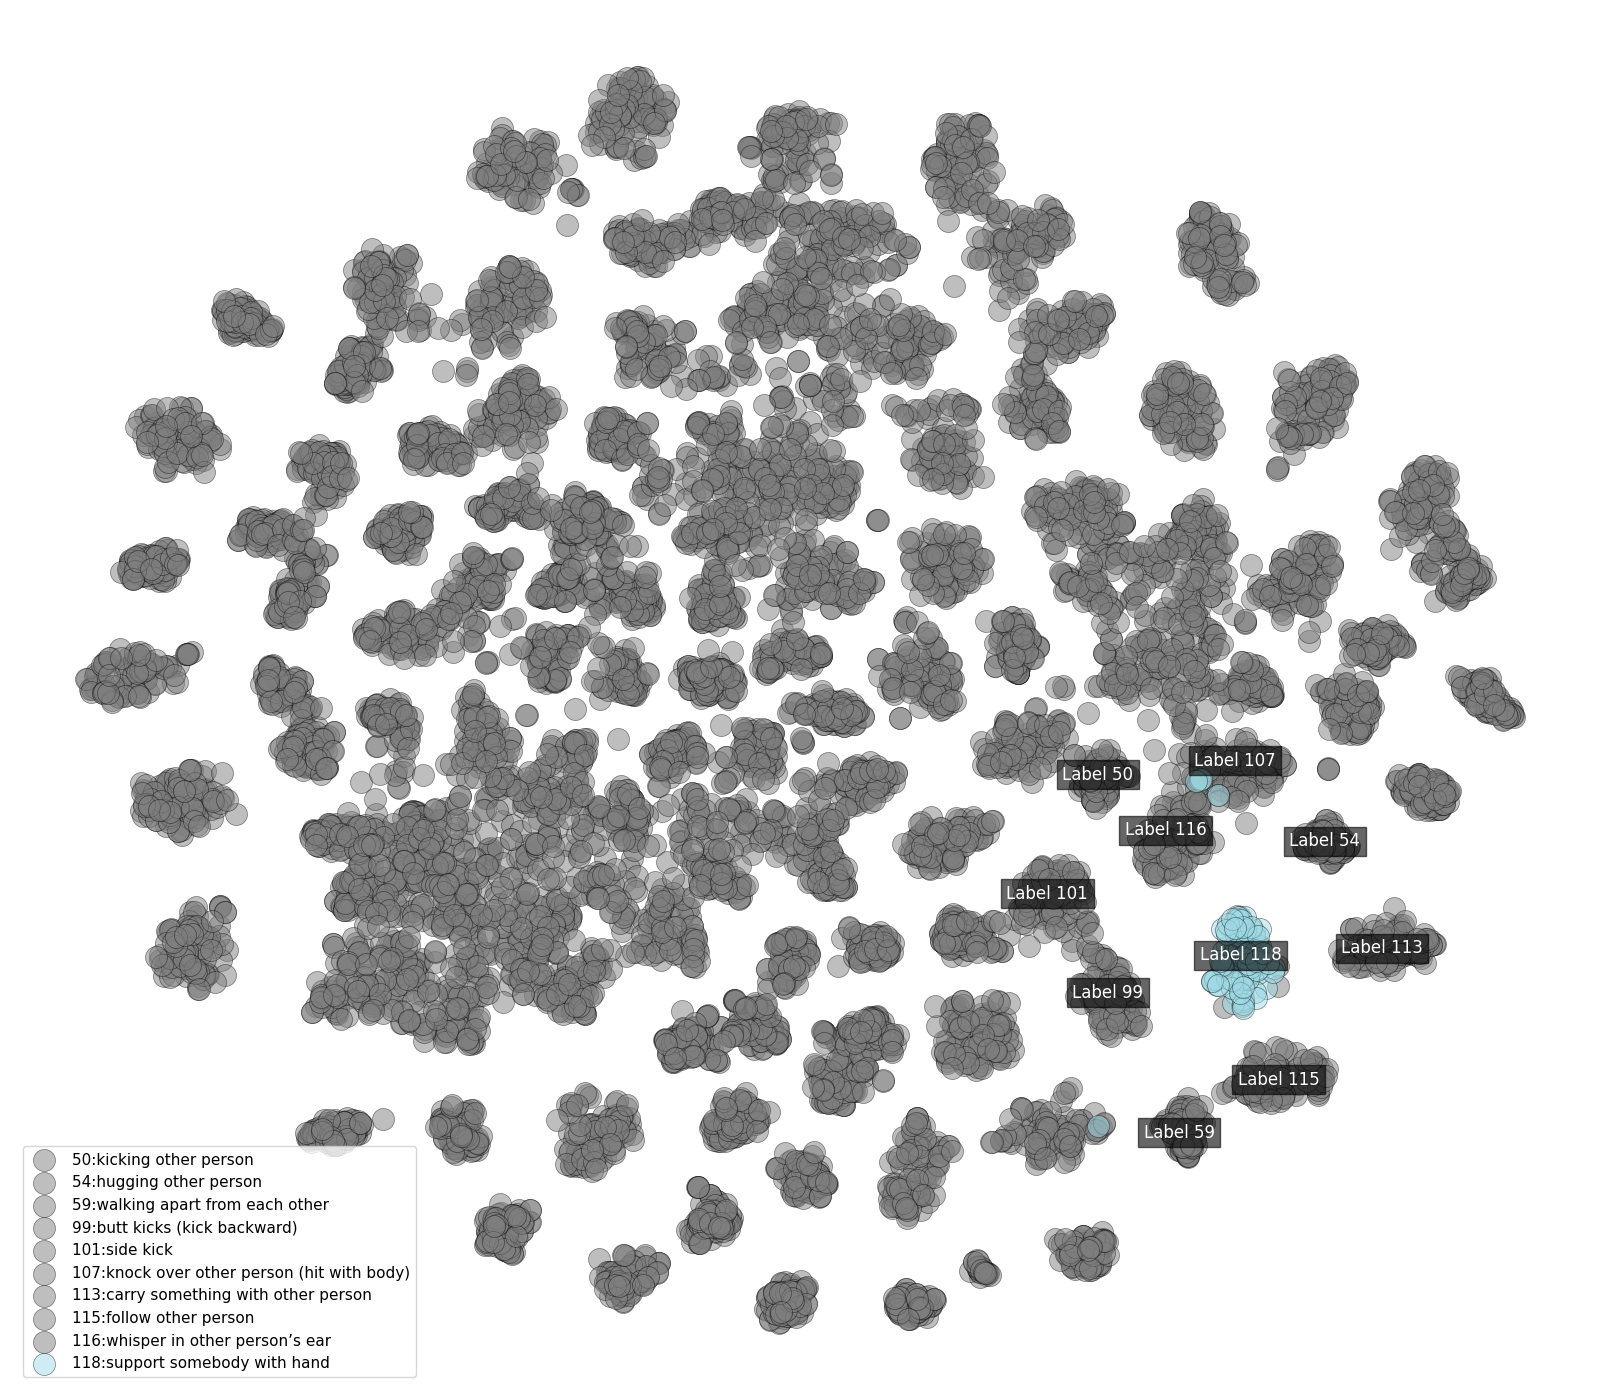 Label 107
Label 50
Label 116
Label 54
Label 101
Label 113
Label 118
Label 99
Label 115
Label 59
50:kicking other person
54:hugging other person
59:walking apart from each other
99:butt kicks (kick backward)
101:side kick
107:knock over other person (hit with body)
113:carry something with other person
115:follow other person
116:whisper in other person’s ear
118:support somebody with hand